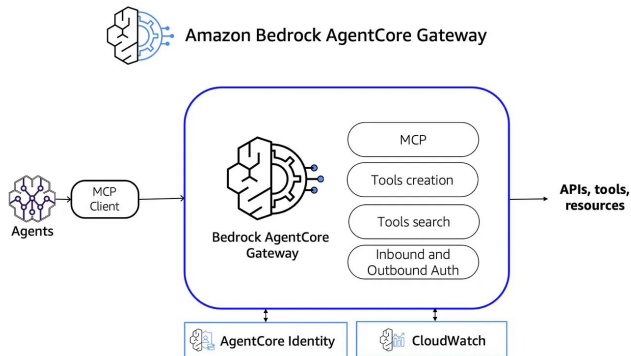 Amazon Bedrock AgentCore Gateway
Agents
MCP
Client
Bedrock AgentCore
Gateway
MCP
Tools creation
Tools search
Inbound and
Outbound Auth
APIs, tools,
resources
AgentCore Identity
CloudWatch